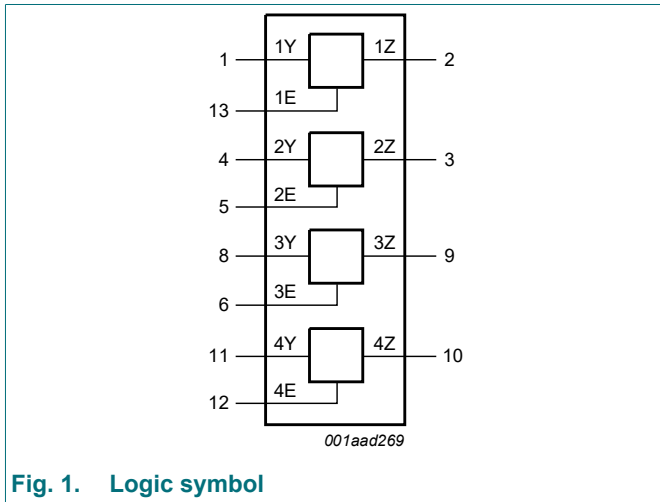 1 1Y 1Z 2
13 1E
4 2Y 2Z 3
5 2E
8 3Y 3Z 9
6 3E
11 4Y 4Z 10
12 4E
001aad269
Fig. 1. Logic symbol